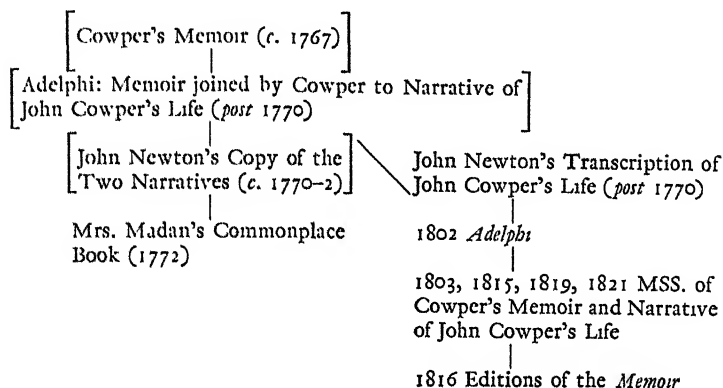 [Cowper's Memoir (c. 1767)]
[Adelphi: Memoir joined by Cowper to Narrative of
John Cowper's Life (post 1770)]
[John Newton's Copy of the
Two Narratives (c. 1770-2)]
Mrs. Madan's Commonplace
Book (1772)
John Newton's Transcription of
John Cowper's Life (post 1770)
1802 Adelphi
1803, 1815, 1819, 1821 MSS. of
Cowper's Memoir and Narrative
of John Cowper's Life
1816 Editions of the Memoir